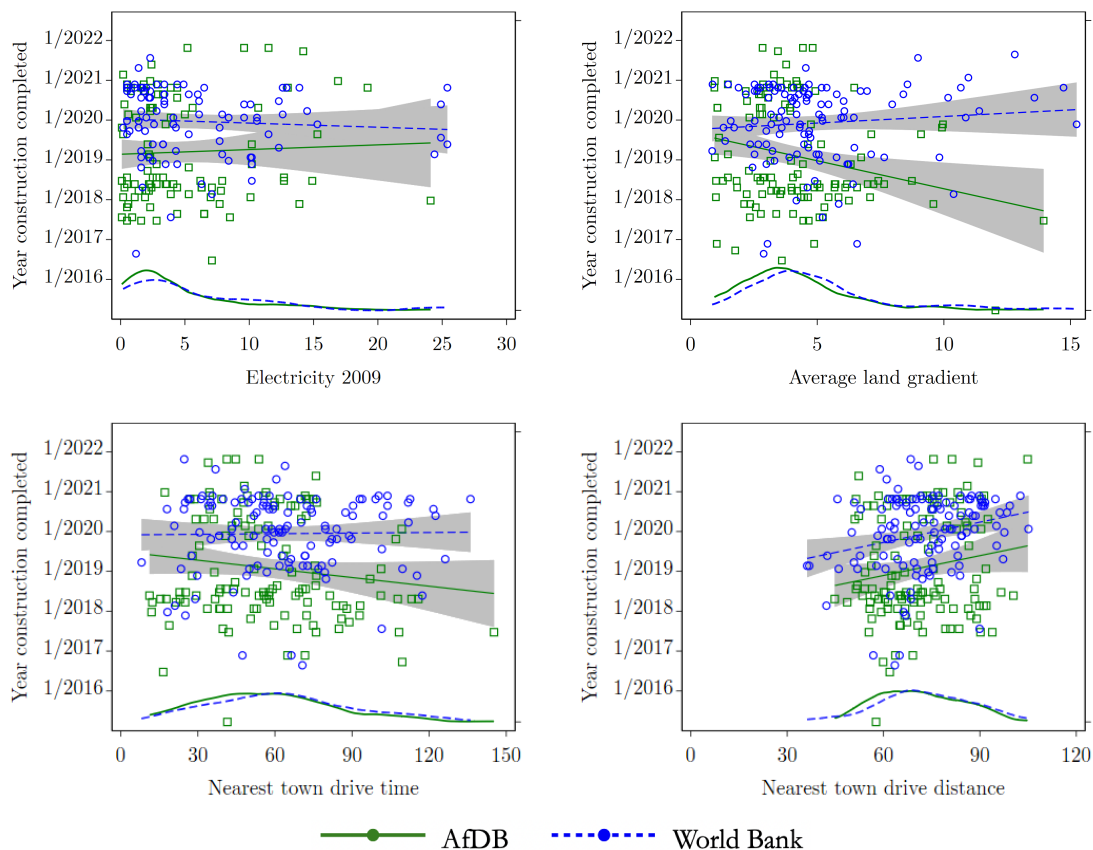 Year construction completed
1/2022
1/2021
1/2020
1/2019
1/2018
1/2017
1/2016
0 5 10 15 20 25 30
Electricity 2009
Year construction completed
1/2022
1/2021
1/2020
1/2019
1/2018
1/2017
1/2016
0 5 10 15
Average land gradient
Year construction completed
1/2022
1/2021
1/2020
1/2019
1/2018
1/2017
1/2016
0 30 60 90 120 150
Nearest town drive time
Year construction completed
1/2022
1/2021
1/2020
1/2019
1/2018
1/2017
1/2016
0 30 60 90 120
Nearest town drive distance
AfDB World Bank